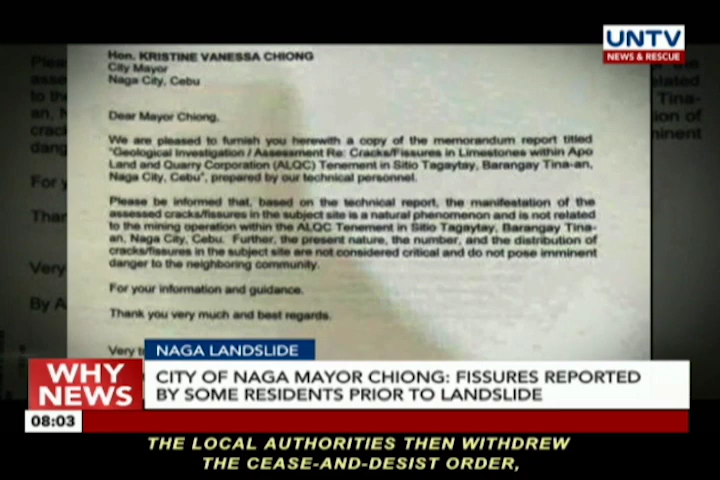 Hon. KRISTINE VANESSA CHIONG
City Mayor
Naga City, Cebu
Dear Mayor Chiong,
We are pleased to furnish you herewith a copy of the memorandum report titled
"Geological Investigation / Assessment Re: Cracks/Fissures in Limestones within Apo
Land and Quarry Corporation (ALQC) Tenement in Sitio Tagaytay, Barangay Tina-an,
Naga City, Cebu", prepared by our technical personnel.
Please be informed that, based on the technical report, the manifestation of the
assessed cracks/fissures in the subject site is a natural phenomenon and is not related
to the mining operation within the ALQC Tenement in Sitio Tagaytay, Barangay Tina-
an, Naga City, Cebu. Further, the present nature, the number, and the distribution of
cracks/fissures in the subject site are not considered critical and do not pose imminent
danger to the neighboring community.
For your information and guidance.
Thank you very much and best regards.
Very
UNTV
NEWS & RESCUE
NAGA LANDSLIDE
WHY
NEWS
CITY OF NAGA MAYOR CHIONG: FISSURES REPORTED
BY SOME RESIDENTS PRIOR TO LANDSLIDE
08:03
THE LOCAL AUTHORITIES THEN WITHDREW
THE CEASE-AND-DESIST ORDER,